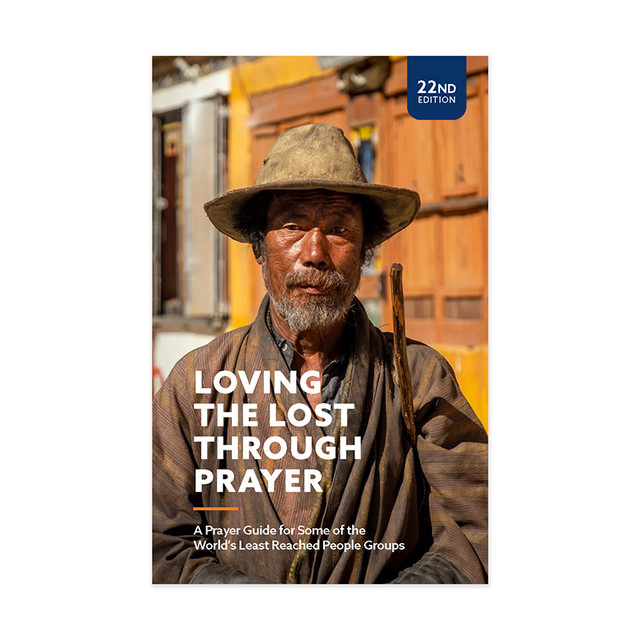 22ND
EDITION
LOVING
THE LOST
THROUGH
PRAYER
A Prayer Guide for Some of the
World's Least Reached People Groups